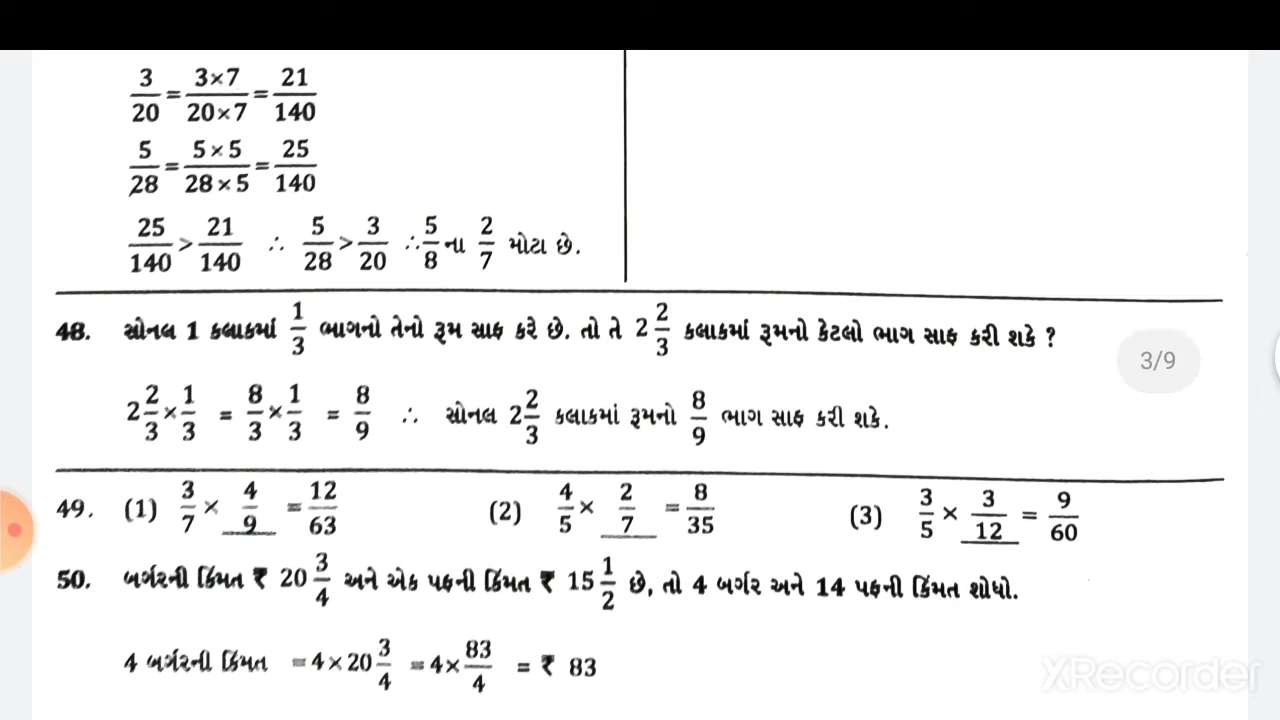 3/20 = 3×7/20×7 = 21/140
5/28 = 5×5/28×5 = 25/140
25/140 > 21/140 ∴ 5/28 > 3/20 ∴ 5/8 ના 2/7 મોટા છે.
48. સોનલ 1 કલાકમાં 1/3 ભાગનો તેનો રૂમ સાફ કરે છે. તો તે 2 2/3 કલાકમાં રૂમનો કેટલો ભાગ સાફ કરી શકે ?
3/9
2 2/3 × 1/3 = 8/3 × 1/3 = 8/9 ∴ સોનલ 2 2/3 કલાકમાં રૂમનો 8/9 ભાગ સાફ કરી શકે.
49. (1) 3/7 × 4/9 = 12/63 (2) 4/5 × 2/7 = 8/35 (3) 3/5 × 3/12 = 9/60
50. બર્ગરની કિંમત ₹ 20 3/4 અને એક પફની કિંમત ₹ 15 1/2 છે, તો 4 બર્ગર અને 14 પફની કિંમત શોધો.
4 બર્ગરની કિંમત = 4 × 20 3/4 = 4 × 83/4 = ₹ 83
XRecorder